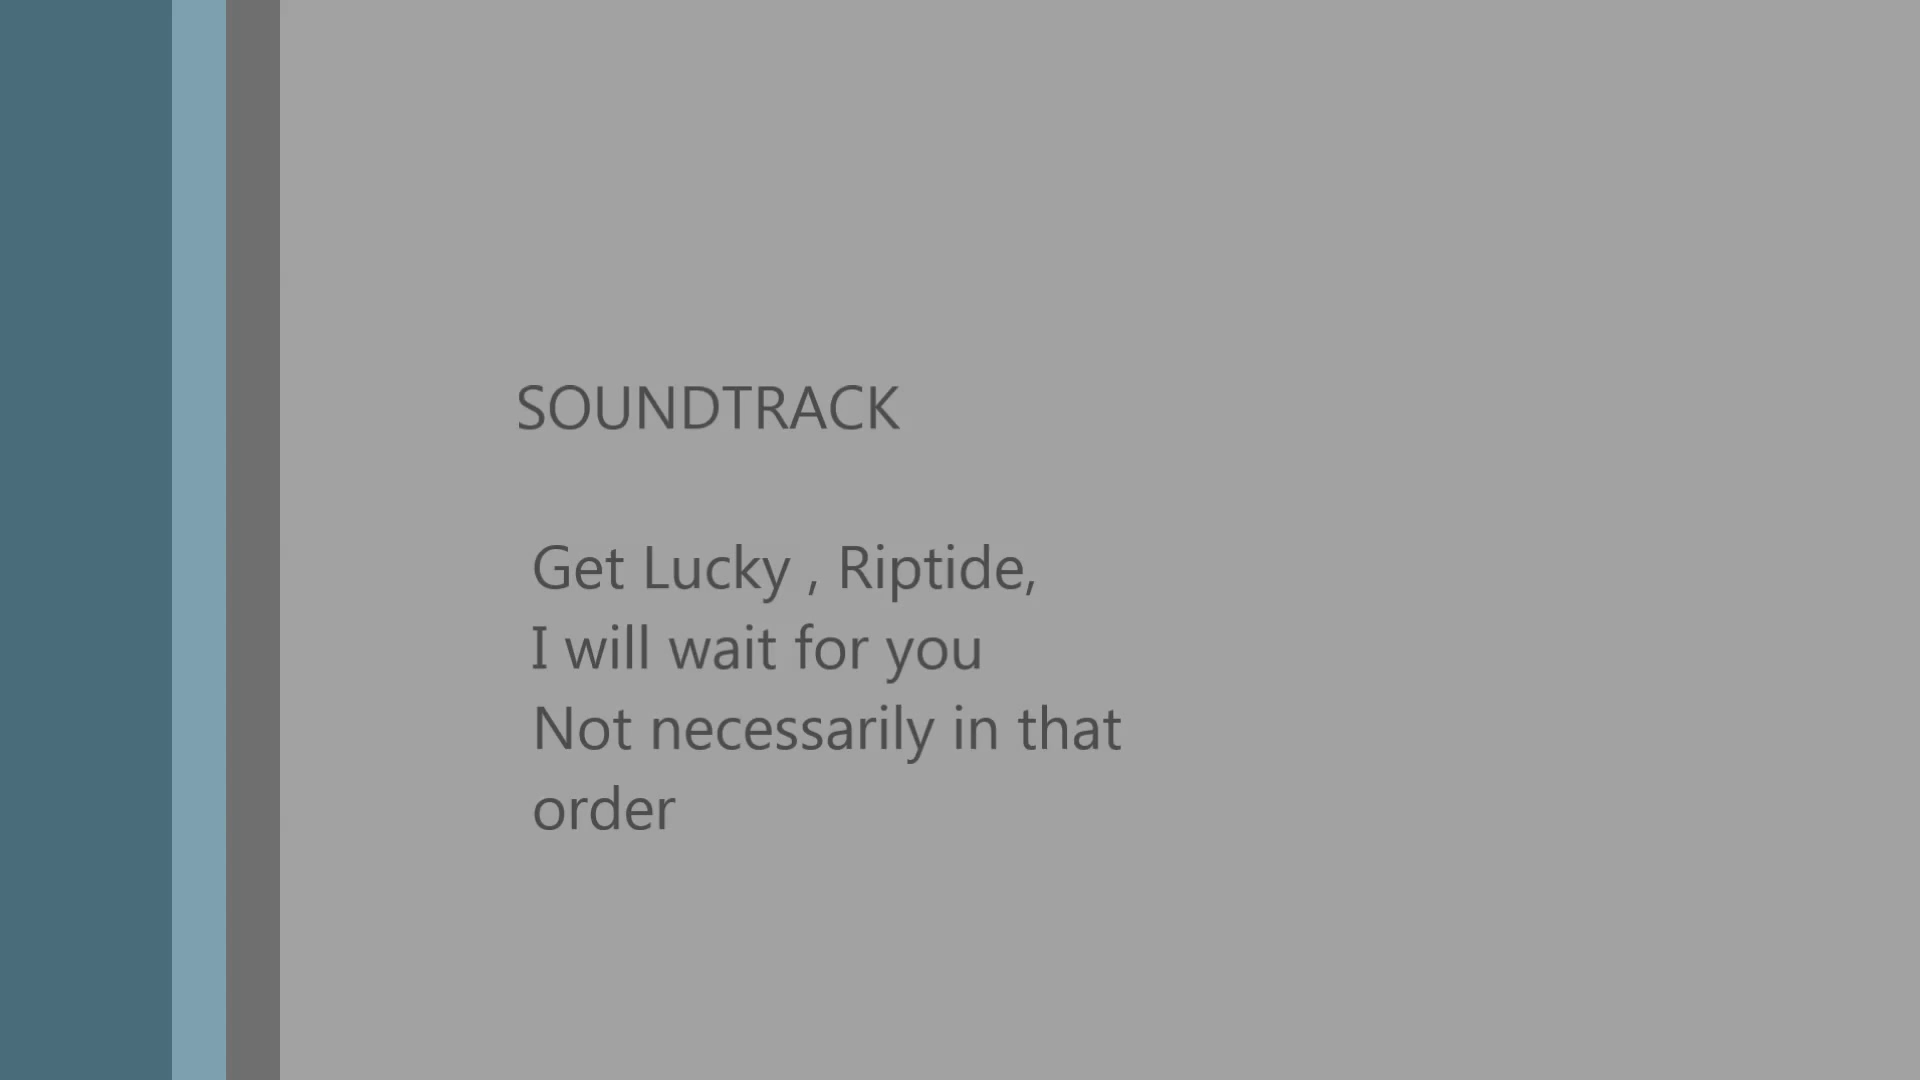 SOUNDTRACK
Get Lucky , Riptide,
I will wait for you
Not necessarily in that
order